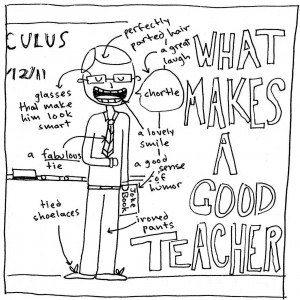 CULUS
/12/11
perfectly
parted hair
a great
laugh
chortle
glasses
that make
him look
smart
a lovely
smile
a fabulous
tie
a good
sense
of
humor
Joke
Book
tied
shoelaces
ironed
pants
WHAT
MAKES
A
GOOD
TEACHER